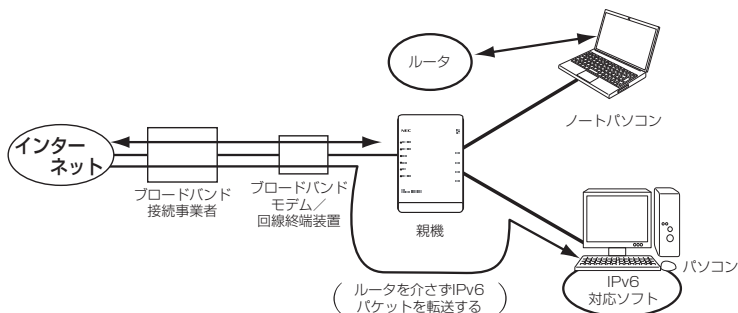 ルータ
ノートパソコン
インター
ネット
ブロードバンド
接続事業者
ブロードバンド
モデム／
回線終端装置
NEC
親機
パソコン
IPv6
対応ソフト
ルータを介さずIPv6
パケットを転送する